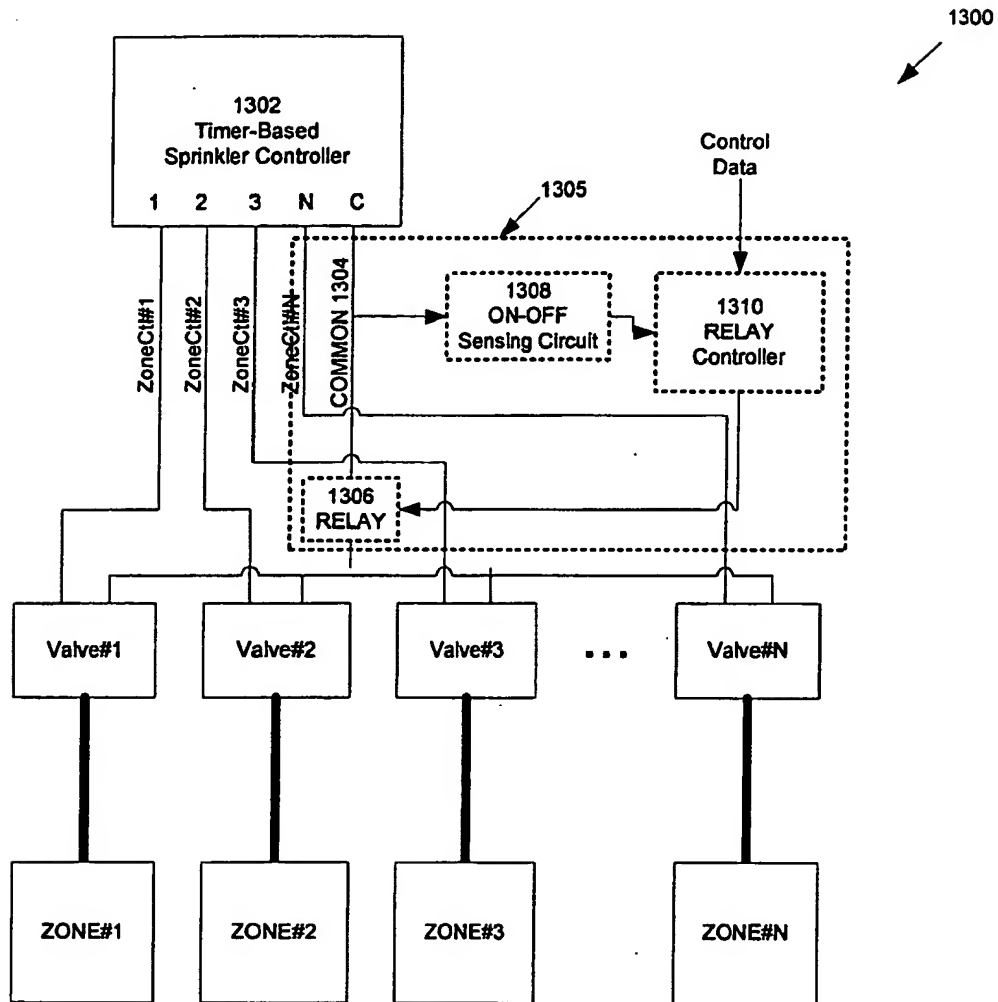 1300
1302
Timer-Based
Sprinkler Controller
1 2 3 N C
Control
Data
1305
ZoneCtl#1
ZoneCtl#2
ZoneCtl#3
ZoneCtl#N
COMMON 1304
1308
ON-OFF
Sensing Circuit
1310
RELAY
Controller
1306
RELAY
Valve#1
Valve#2
Valve#3
...
Valve#N
ZONE#1
ZONE#2
ZONE#3
ZONE#N